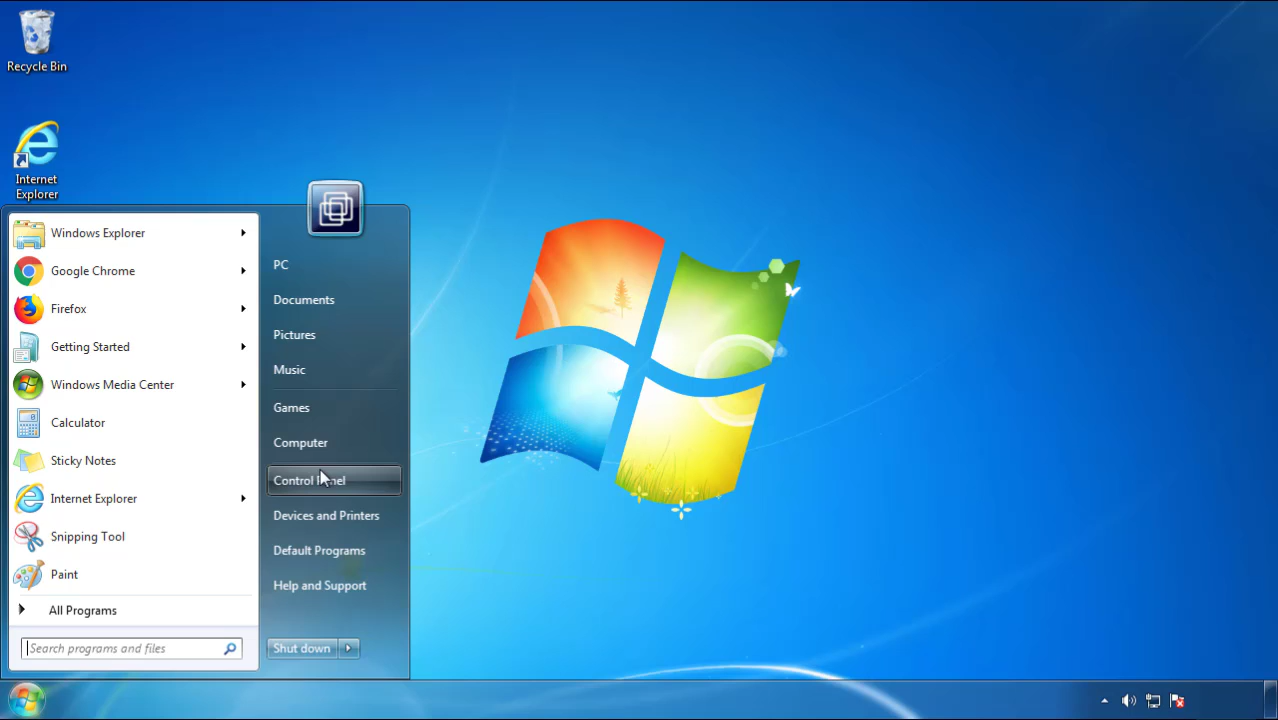 Recycle Bin
Internet
Explorer
Windows Explorer
Google Chrome
Firefox
Getting Started
Windows Media Center
Calculator
Sticky Notes
Internet Explorer
Snipping Tool
Paint
All Programs
Search programs and files
PC
Documents
Pictures
Music
Games
Computer
Control Panel
Devices and Printers
Default Programs
Help and Support
Shut down